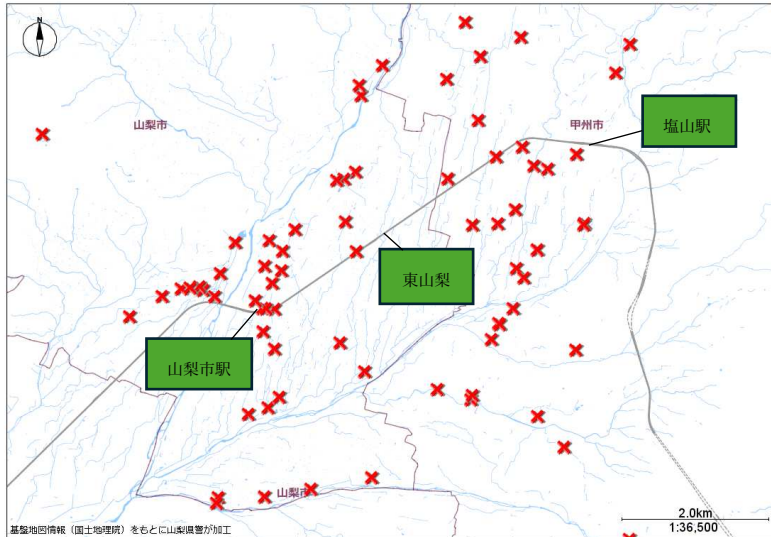 山梨市
甲州市
塩山駅
東山梨
山梨市駅
山梨市
2.0km
1:36,500
基盤地図情報（国土地理院）をもとに山梨県警が加工